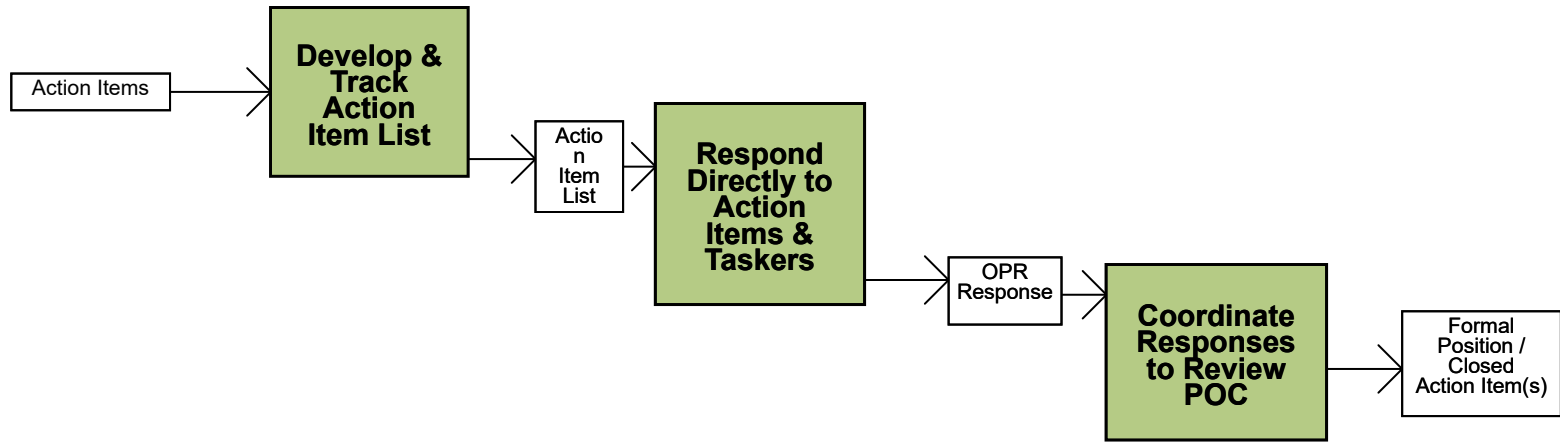 Action Items
Develop &
Track
Action
Item List
Actio
n
Item
List
Respond
Directly to
Action
Items &
Taskers
OPR
Response
Coordinate
Responses
to Review
POC
Formal
Position /
Closed
Action Item(s)